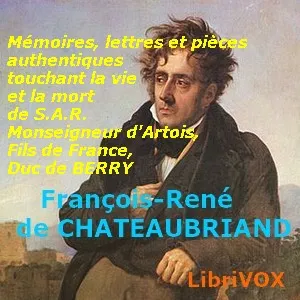 Mémoires, lettres et pièces
authentiques
touchant la vie
et la mort
de S.A.R.
Monseigneur d'Artois,
Fils de France,
Duc de BERRY
François-René
de CHATEAUBRIAND
LibriVOX